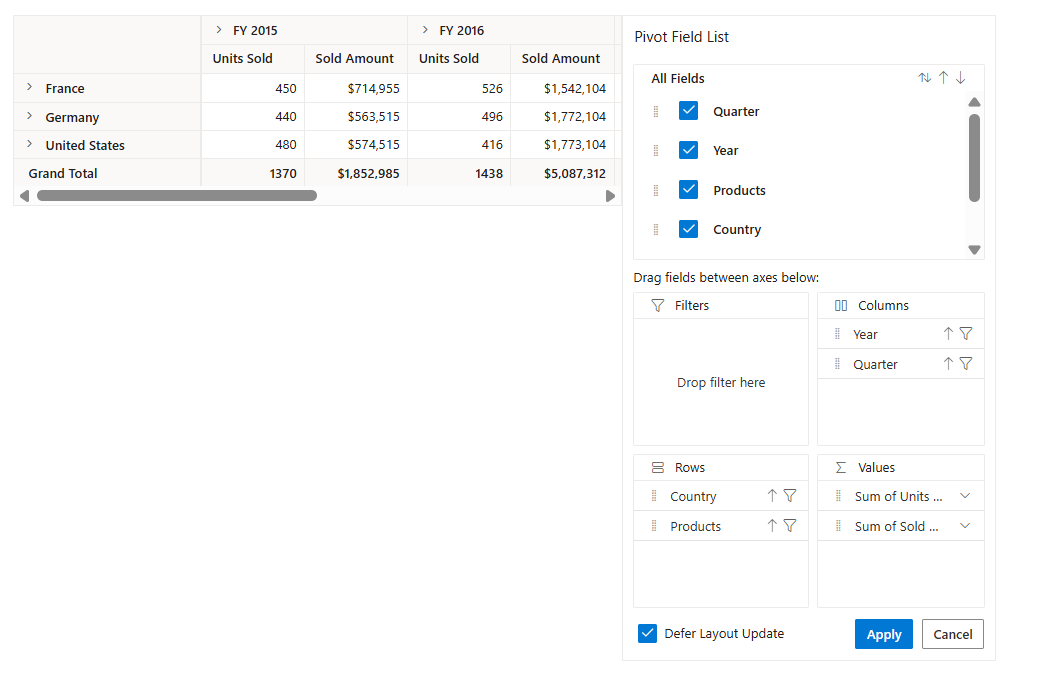 FY 2015 FY 2016
Units Sold Sold Amount Units Sold Sold Amount
France 450 $714,955 526 $1,542,104
Germany 440 $563,515 496 $1,772,104
United States 480 $574,515 416 $1,773,104
Grand Total 1370 $1,852,985 1438 $5,087,312
Pivot Field List
All Fields
Quarter
Year
Products
Country
Drag fields between axes below:
Filters
Drop filter here
Columns
Year
Quarter
Rows
Country
Products
Values
Sum of Units ...
Sum of Sold ...
Defer Layout Update
Apply Cancel